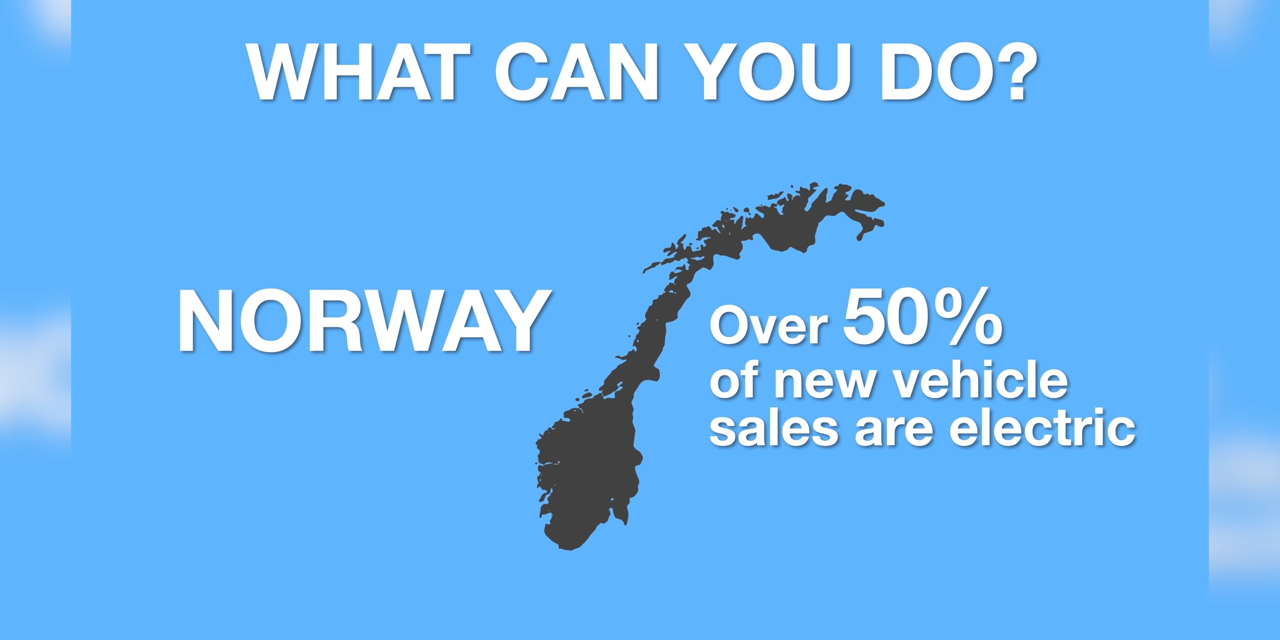 WHAT CAN YOU DO?
NORWAY
Over 50%
of new vehicle
sales are electric